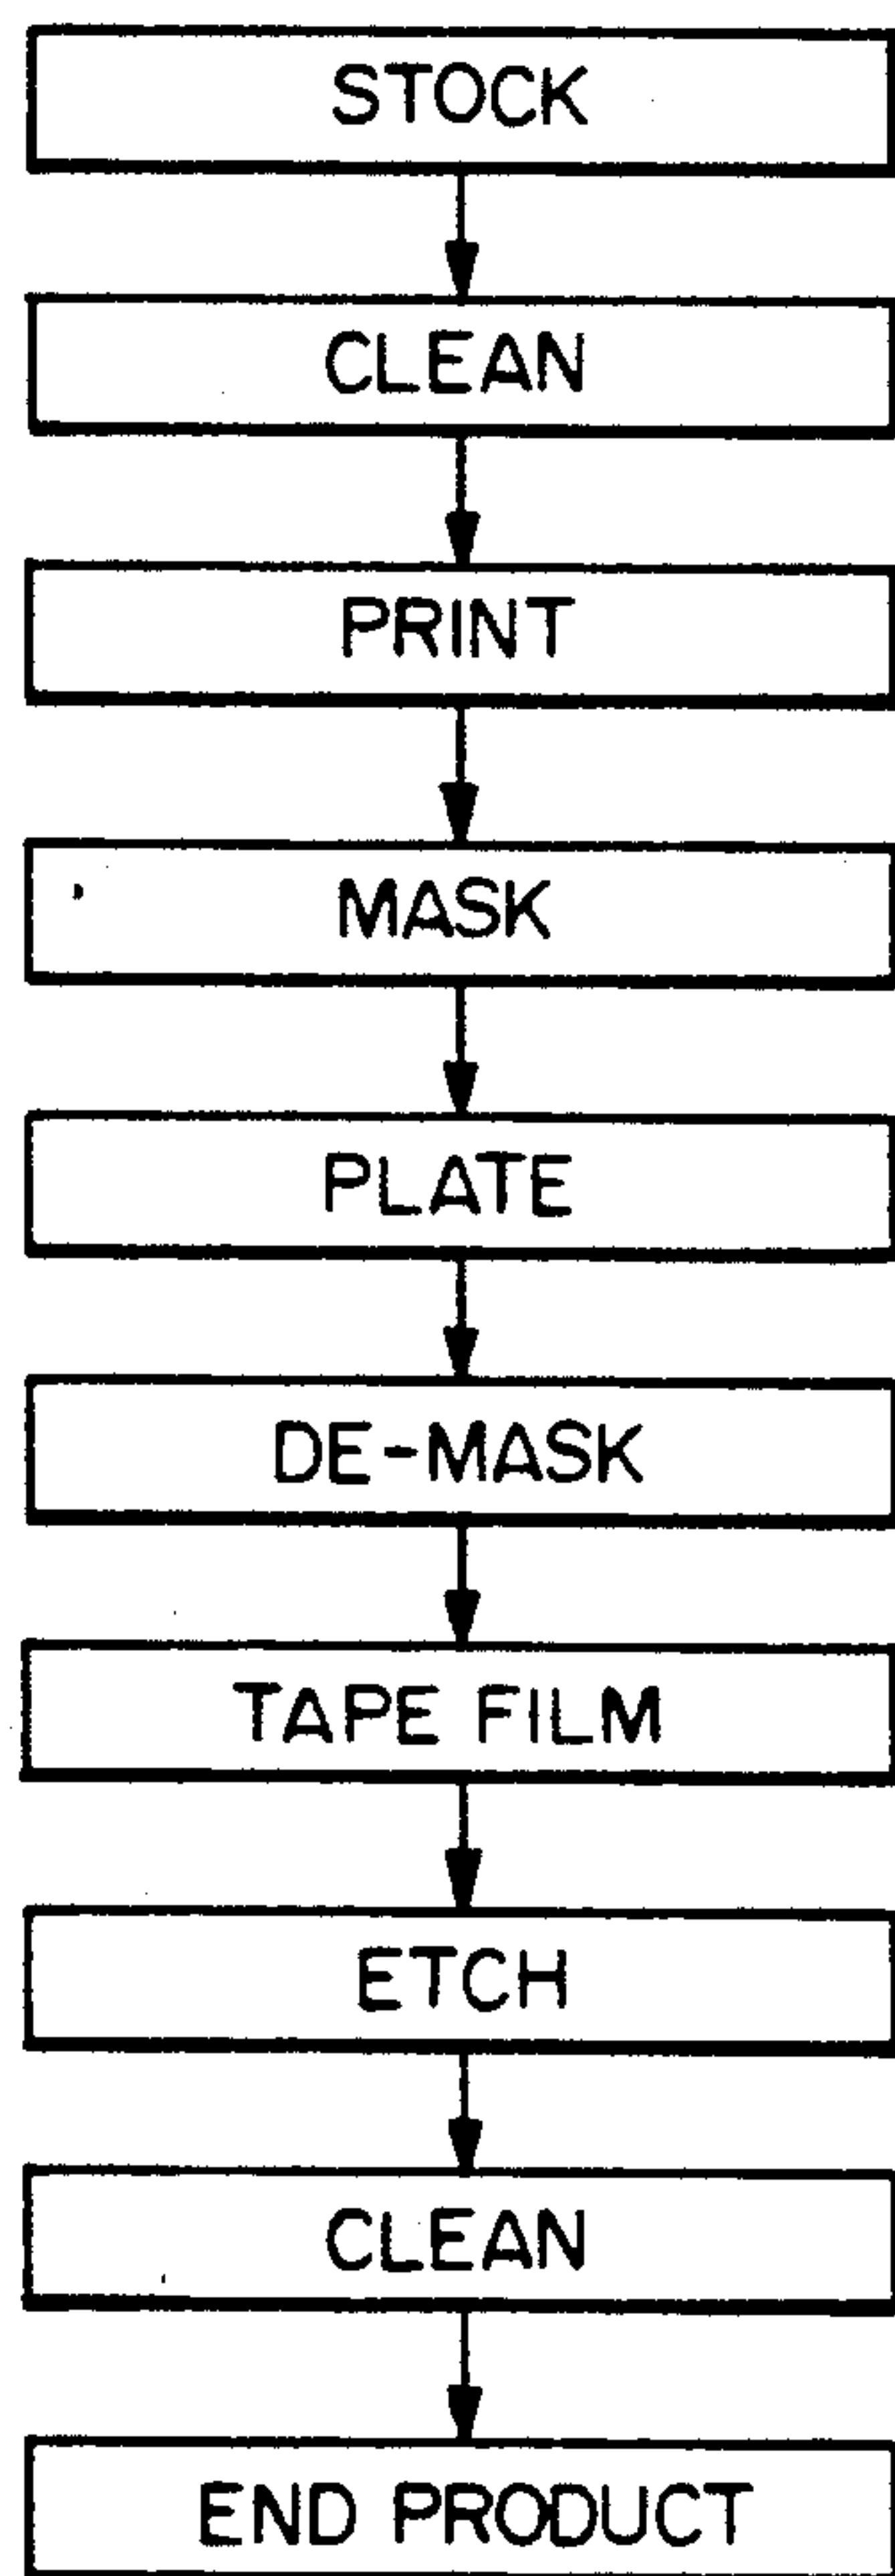 STOCK
CLEAN
PRINT
MASK
PLATE
DE-MASK
TAPE FILM
ETCH
CLEAN
END PRODUCT